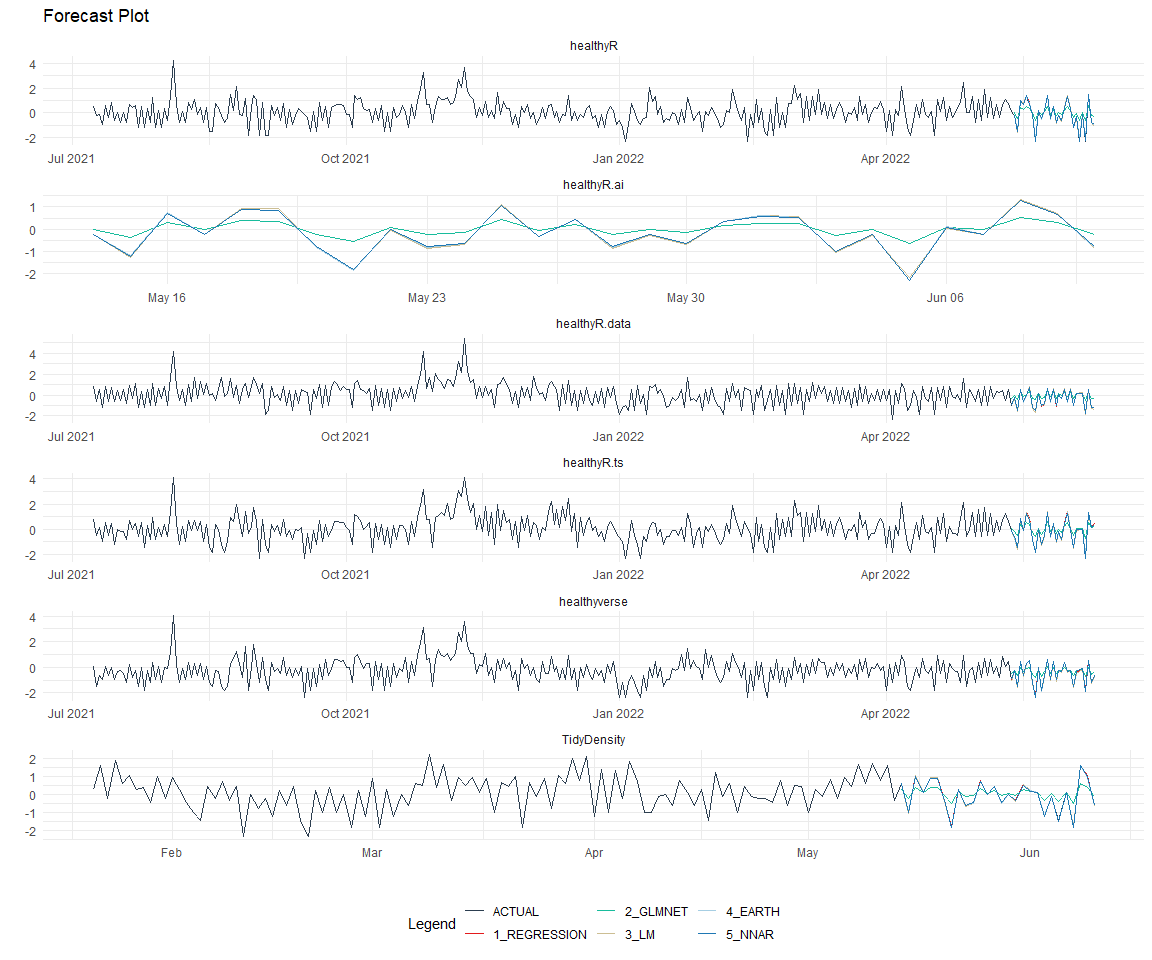 Forecast Plot
healthyR
4
2
0
-2
Jul 2021 Oct 2021 Jan 2022 Apr 2022
healthyR.ai
1
0
-1
-2
May 16 May 23 May 30 Jun 06
healthyR.data
4
2
0
-2
Jul 2021 Oct 2021 Jan 2022 Apr 2022
healthyR.ts
4
2
0
-2
Jul 2021 Oct 2021 Jan 2022 Apr 2022
healthyverse
4
2
0
-2
Jul 2021 Oct 2021 Jan 2022 Apr 2022
TidyDensity
2
1
0
-1
-2
Feb Mar Apr May Jun
Legend
ACTUAL 2_GLMNET 4_EARTH
1_REGRESSION 3_LM 5_NNAR